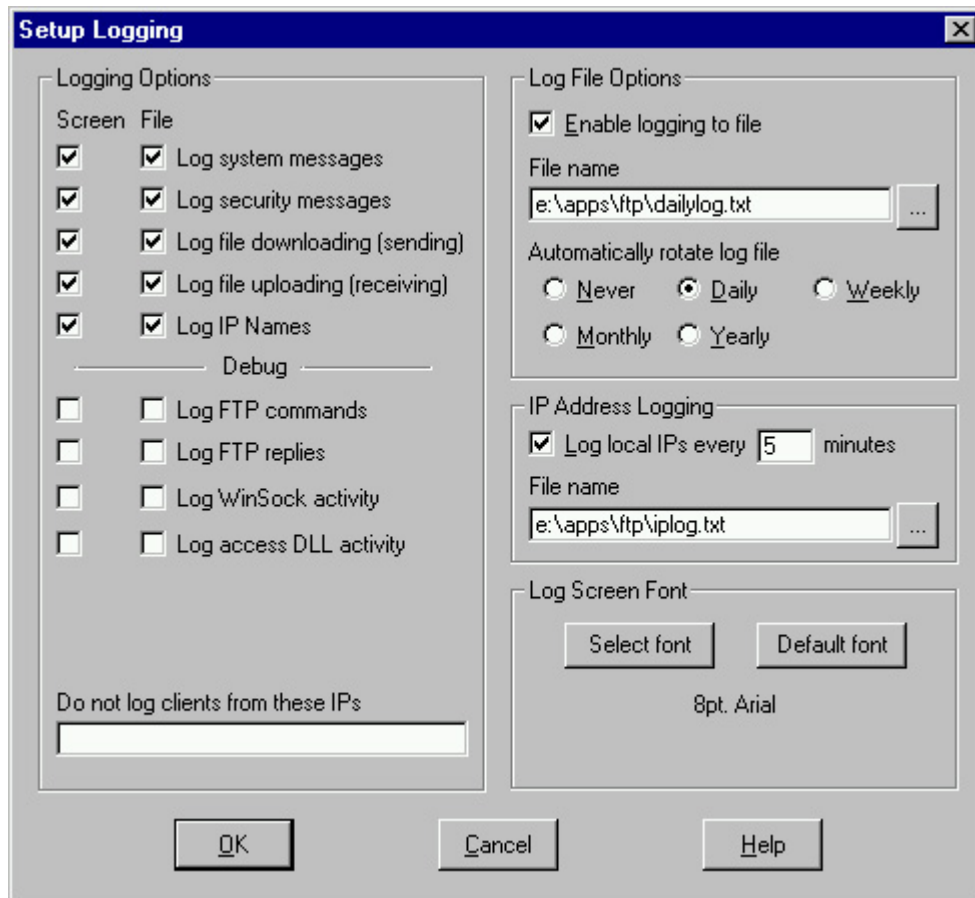 Setup Logging
Logging Options
Screen File
Log system messages
Log security messages
Log file downloading (sending)
Log file uploading (receiving)
Log IP Names
Debug
Log FTP commands
Log FTP replies
Log WinSock activity
Log access DLL activity
Do not log clients from these IPs
Log File Options
Enable logging to file
File name
e:\apps\ftp\dailylog.txt
...
Automatically rotate log file
Never Daily Weekly
Monthly Yearly
IP Address Logging
Log local IPs every 5 minutes
File name
e:\apps\ftp\iplog.txt
...
Log Screen Font
Select font Default font
8pt. Arial
OK Cancel Help